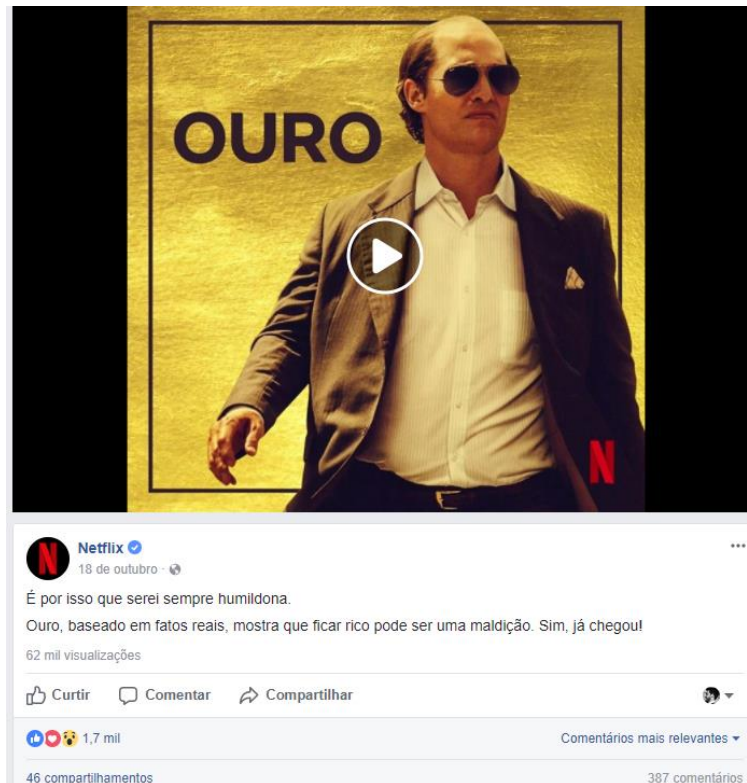 OURO
N
N
Netflix
18 de outubro ·
É por isso que serei sempre humildona.
Ouro, baseado em fatos reais, mostra que ficar rico pode ser uma maldição. Sim, já chegou!
62 mil visualizações
Curtir Comentar Compartilhar
1,7 mil Comentários mais relevantes
46 compartilhamentos 387 comentários